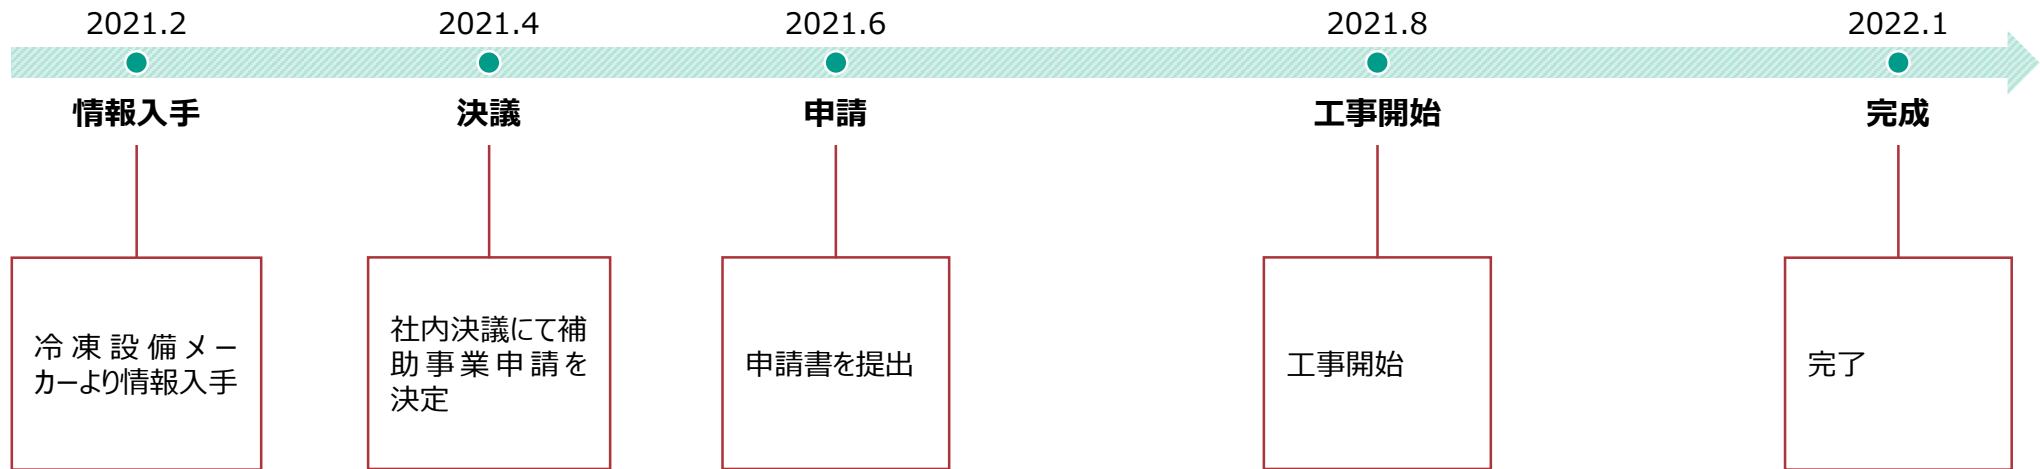 2021.2
2021.4
2021.6
2021.8
2022.1
情報入手
決議
申請
工事開始
完成
冷凍設備メー
カーより情報入手
社内決議にて補
助事業申請を
決定
申請書を提出
工事開始
完了